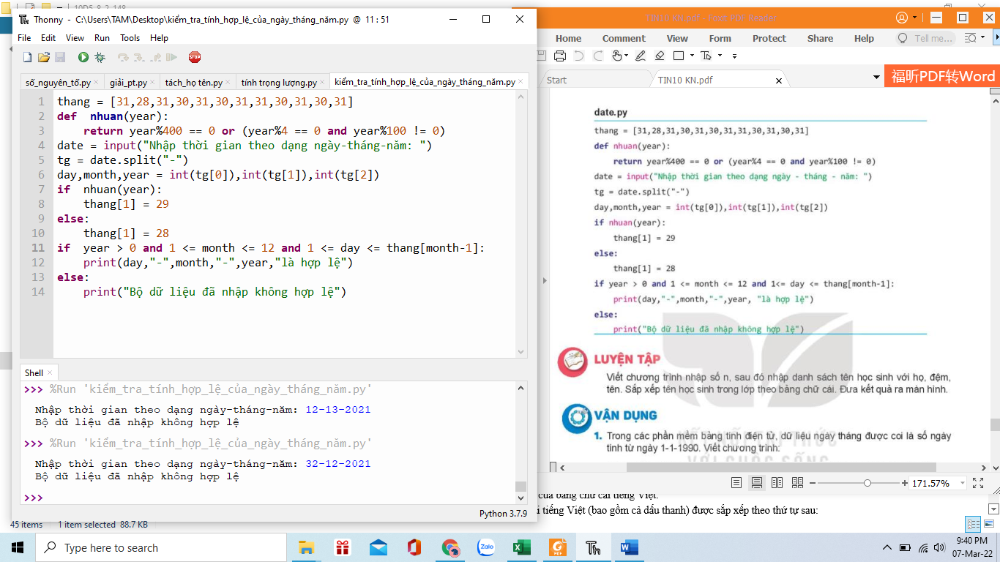 10D5-8 2 148
Thonny - C:\Users\TAM\Desktop\kiểm_tra_tính_hợp_lệ_của_ngày_tháng_năm.py @ 11 : 51
File Edit View Run Tools Help
STOP
số_nguyên_tố.py × giải_pt.py × tách_họ tên.py × tính trọng lượng.py × kiểm_tra_tính_hợp_lệ_của_ngày_tháng_năm.py ×
1 thang = [31,28,31,30,31,30,31,31,30,31,30,31]
2 def nhuan(year):
3 return year%400 == 0 or (year%4 == 0 and year%100 != 0)
4 date = input("Nhập thời gian theo dạng ngày-tháng-năm: ")
5 tg = date.split("-")
6 day,month,year = int(tg[0]),int(tg[1]),int(tg[2])
7 if nhuan(year):
8 thang[1] = 29
9 else:
10 thang[1] = 28
11 if year > 0 and 1 <= month <= 12 and 1 <= day <= thang[month-1]:
12 print(day,"-",month,"-",year,"là hợp lệ")
13 else:
14 print("Bộ dữ liệu đã nhập không hợp lệ")
Shell ×
>>> %Run 'kiểm_tra_tính_hợp_lệ_của_ngày_tháng_năm.py'
Nhập thời gian theo dạng ngày-tháng-năm: 12-13-2021
Bộ dữ liệu đã nhập không hợp lệ
>>> %Run 'kiểm_tra_tính_hợp_lệ_của_ngày_tháng_năm.py'
Nhập thời gian theo dạng ngày-tháng-năm: 32-12-2021
Bộ dữ liệu đã nhập không hợp lệ
>>>
Python 3.7.9
TIN10 KN.pdf - Foxit PDF Reader
Home Comment View Form Protect Share Help Tell me...
Start TIN10 KN.pdf × 福昕PDF转Word
date.py
thang = [31,28,31,30,31,30,31,31,30,31,30,31]
def nhuan(year):
return year%400 == 0 or (year%4 == 0 and year%100 != 0)
date = input("Nhập thời gian theo dạng ngày - tháng - năm: ")
tg = date.split("-")
day,month,year = int(tg[0]),int(tg[1]),int(tg[2])
if nhuan(year):
thang[1] = 29
else:
thang[1] = 28
if year > 0 and 1 <= month <= 12 and 1<= day <= thang[month-1]:
print(day,"-",month,"-",year, "là hợp lệ")
else:
print("Bộ dữ liệu đã nhập không hợp lệ")
LUYỆN TẬP
Viết chương trình nhập số n, sau đó nhập danh sách tên học sinh với họ, đệm,
tên. Sắp xếp tên học sinh trong lớp theo bảng chữ cái. Đưa kết quả ra màn hình.
VẬN DỤNG
1. Trong các phần mềm bảng tính điện tử, dữ liệu ngày tháng được coi là số ngày
tính từ ngày 1-1-1990. Viết chương trình:
171.57%
của bảng chữ cái tiếng Việt.
i tiếng Việt (bao gồm cả dấu thanh) được sắp xếp theo thứ tự sau:
45 items 1 item selected 88.7 KB
Type here to search
Zalo
PDF
9:40 PM
07-Mar-22